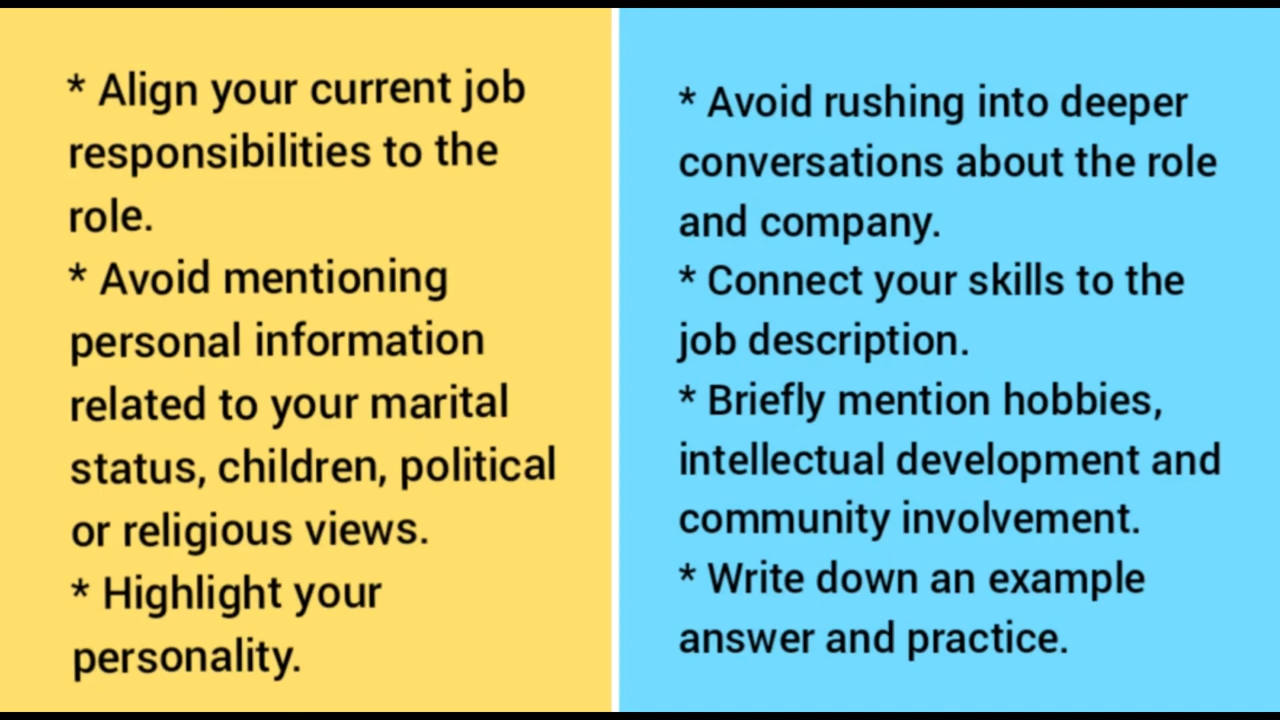 * Align your current job
responsibilities to the
role.
* Avoid mentioning
personal information
related to your marital
status, children, political
or religious views.
* Highlight your
personality.
* Avoid rushing into deeper
conversations about the role
and company.
* Connect your skills to the
job description.
* Briefly mention hobbies,
intellectual development and
community involvement.
* Write down an example
answer and practice.